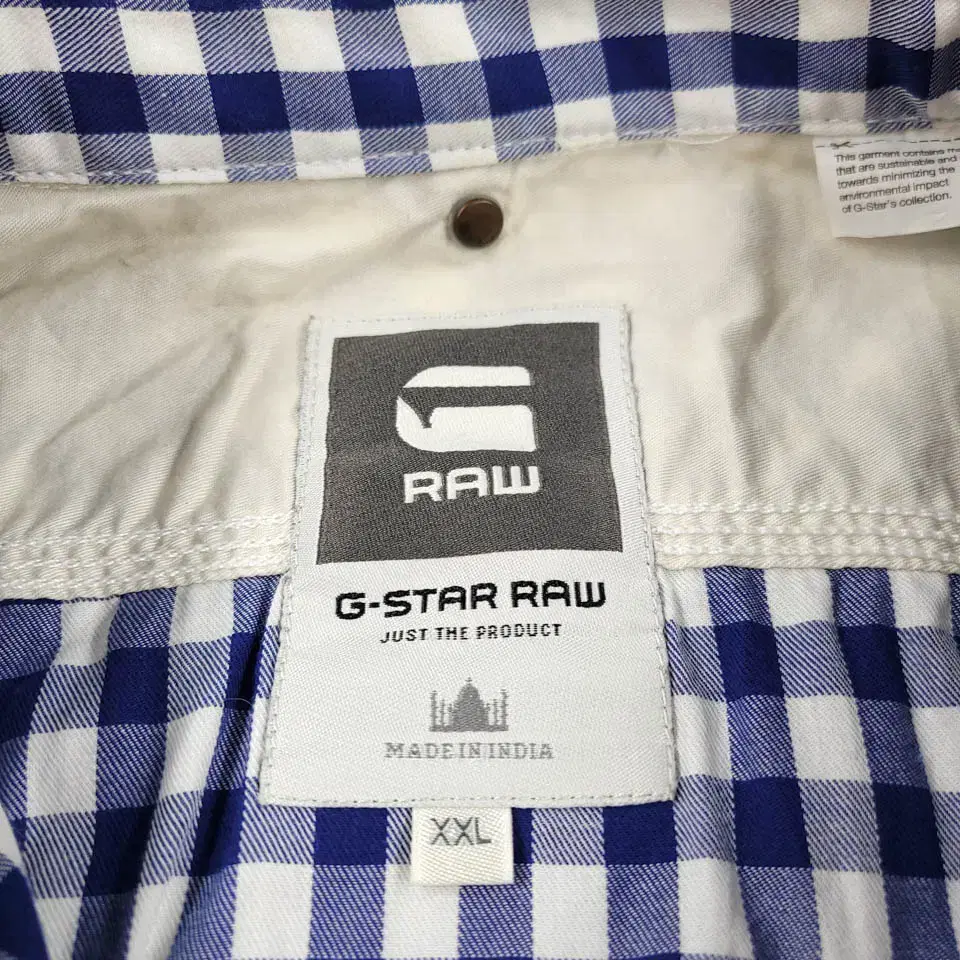 This garment contains
that are sustainable and
towards minimizing the
environmental impact
of G-Star's collection.
RAW
G-STAR RAW
JUST THE PRODUCT
MADE IN INDIA
XXL